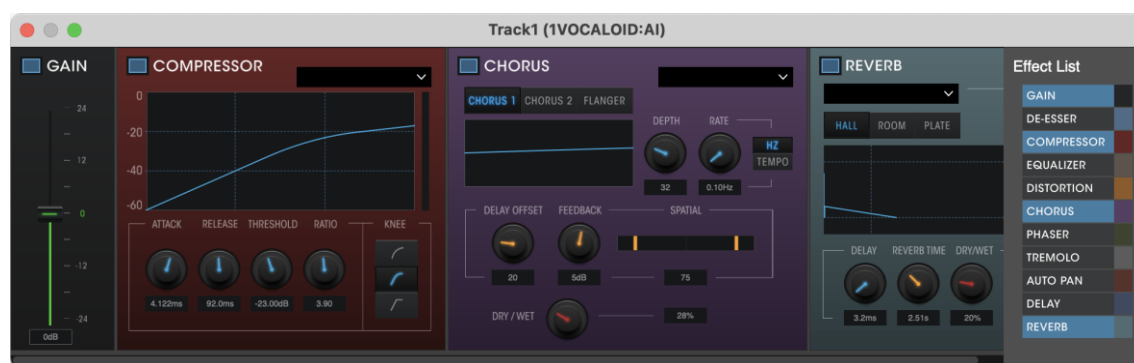 Track1 (1VOCALOID:AI)
GAIN
24
12
0
-12
-24
0dB
COMPRESSOR
0
-20
-40
-60
ATTACK RELEASE THRESHOLD RATIO KNEE
4.122ms 92.0ms -23.00dB 3.90
CHORUS
CHORUS 1 CHORUS 2 FLANGER
DEPTH RATE
HZ
TEMPO
32 0.10Hz
DELAY OFFSET FEEDBACK SPATIAL
20 5dB 75
DRY / WET 28%
REVERB
HALL ROOM PLATE
DELAY REVERB TIME DRY/WET
3.2ms 2.51s 20%
Effect List
GAIN
DE-ESSER
COMPRESSOR
EQUALIZER
DISTORTION
CHORUS
PHASER
TREMOLO
AUTO PAN
DELAY
REVERB